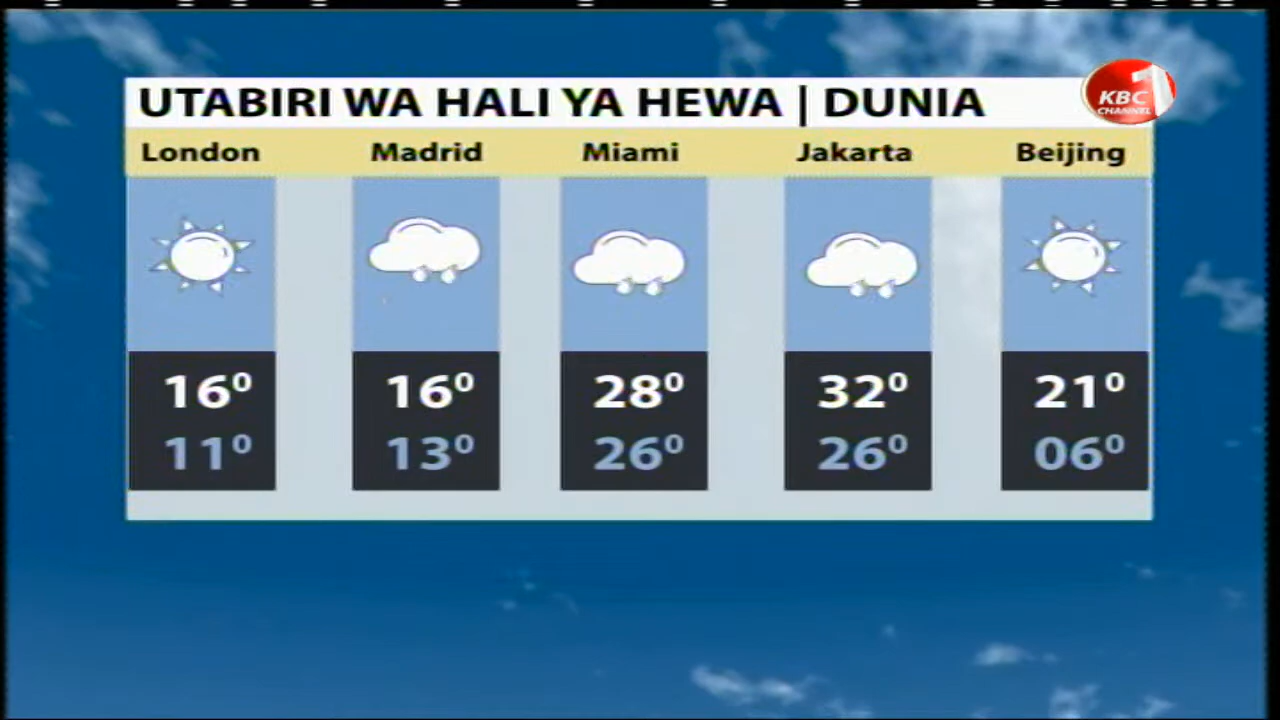 UTABIRI WA HALI YA HEWA | DUNIA
KBC 1
CHANNEL
London Madrid Miami Jakarta Beijing
16⁰ 16⁰ 28⁰ 32⁰ 21⁰
11⁰ 13⁰ 26⁰ 26⁰ 06⁰